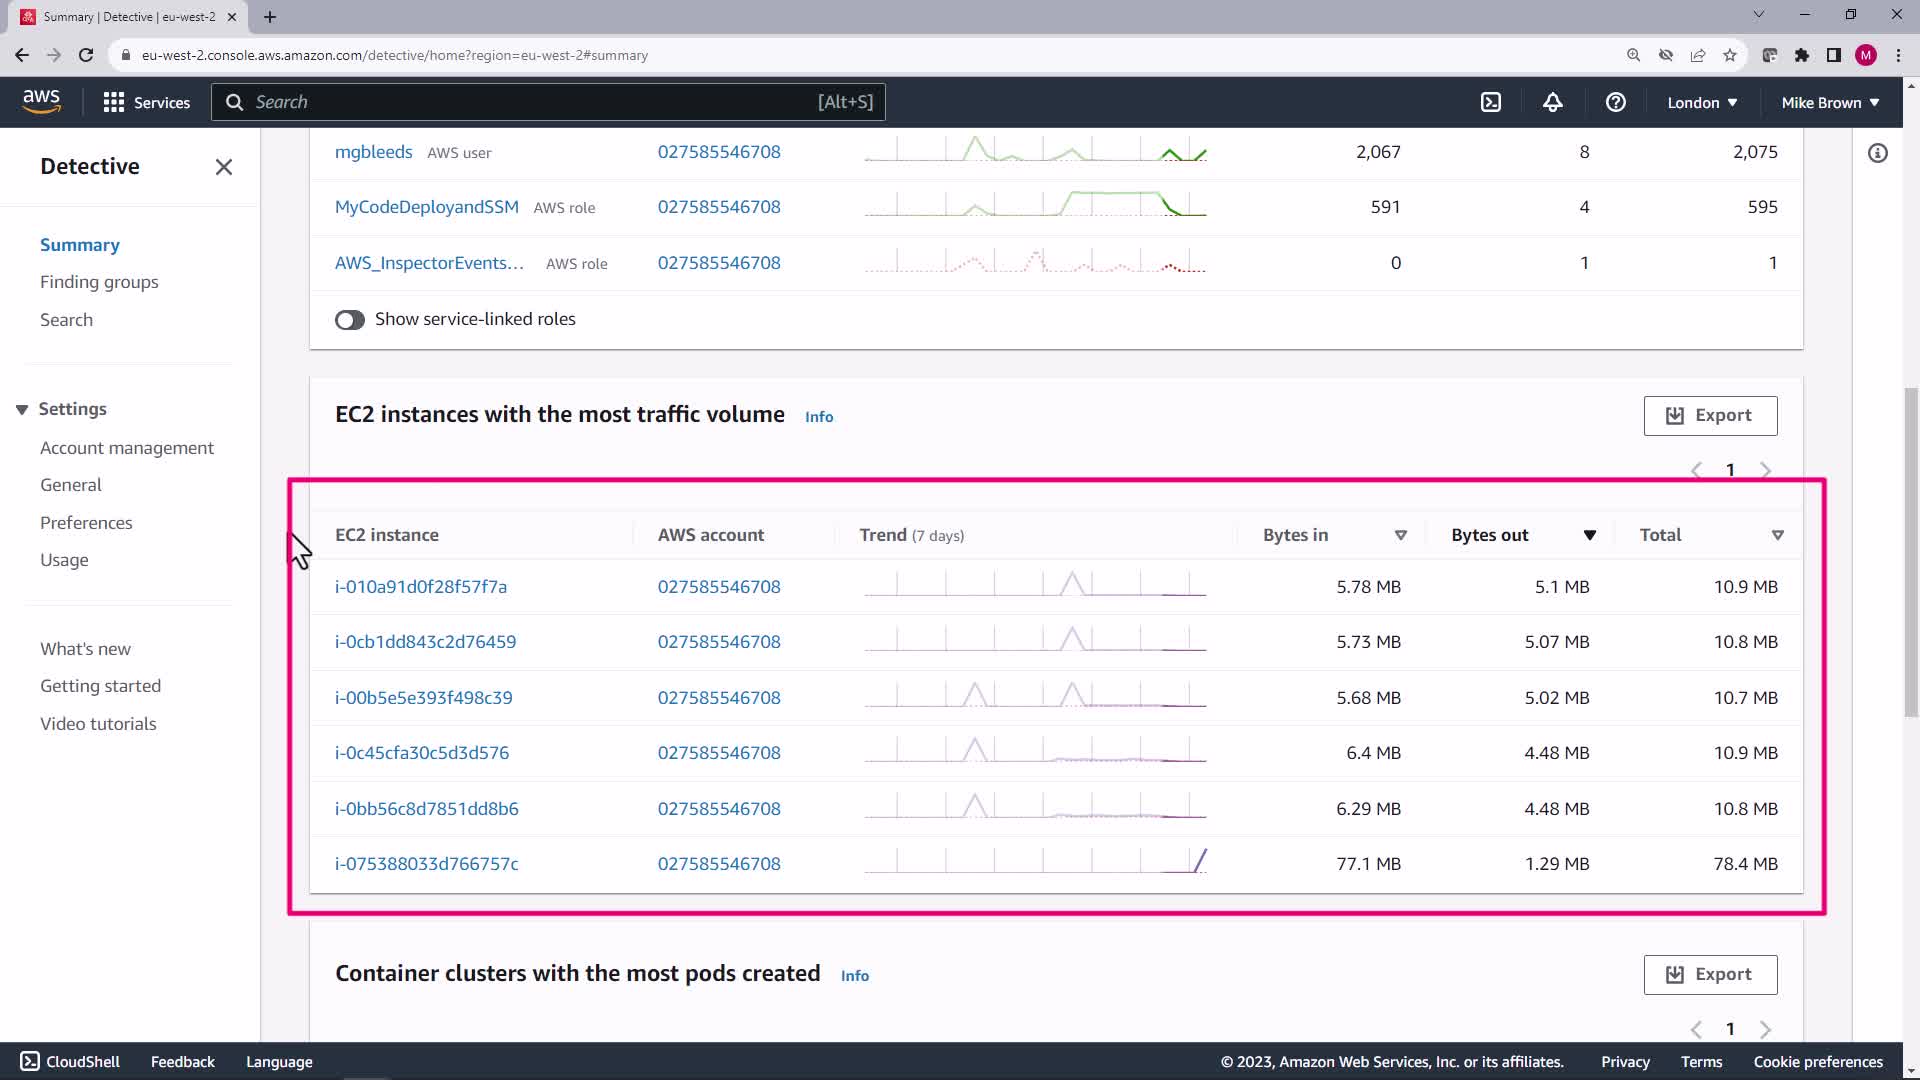 Summary | Detective | eu-west-2
eu-west-2.console.aws.amazon.com/detective/home?region=eu-west-2#summary
M
aws
Services
Search
[Alt+S]
London
Mike Brown
Detective
Summary
Finding groups
Search
Settings
Account management
General
Preferences
Usage
What's new
Getting started
Video tutorials
mgbleeds AWS user 027585546708 2,067 8 2,075
MyCodeDeployandSSM AWS role 027585546708 591 4 595
AWS_InspectorEvents... AWS role 027585546708 0 1 1
Show service-linked roles
EC2 instances with the most traffic volume Info
Export
1
EC2 instance AWS account Trend (7 days) Bytes in Bytes out Total
i-010a91d0f28f57f7a 027585546708 5.78 MB 5.1 MB 10.9 MB
i-0cb1dd843c2d76459 027585546708 5.73 MB 5.07 MB 10.8 MB
i-00b5e5e393f498c39 027585546708 5.68 MB 5.02 MB 10.7 MB
i-0c45cfa30c5d3d576 027585546708 6.4 MB 4.48 MB 10.9 MB
i-0bb56c8d7851dd8b6 027585546708 6.29 MB 4.48 MB 10.8 MB
i-075388033d766757c 027585546708 77.1 MB 1.29 MB 78.4 MB
Container clusters with the most pods created Info
Export
1
CloudShell Feedback Language
© 2023, Amazon Web Services, Inc. or its affiliates. Privacy Terms Cookie preferences